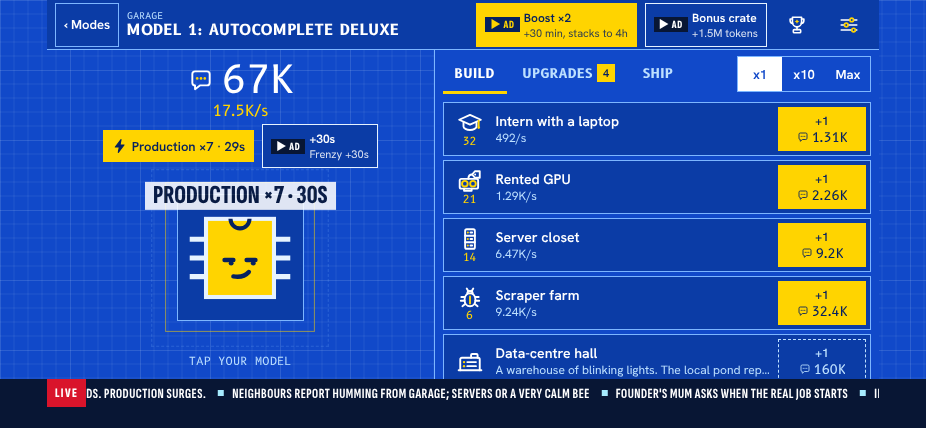 ‹ Modes
GARAGE
MODEL 1: AUTOCOMPLETE DELUXE
AD
Boost ×2
+30 min, stacks to 4h
AD
Bonus crate
+1.5M tokens
67K
17.5K/s
Production ×7 · 29s
AD
+30s
Frenzy +30s
PRODUCTION ×7 · 30S
TAP YOUR MODEL
BUILD
UPGRADES 4
SHIP
x1
x10
Max
32
Intern with a laptop
492/s
+1
1.31K
21
Rented GPU
1.29K/s
+1
2.26K
14
Server closet
6.47K/s
+1
9.2K
6
Scraper farm
9.24K/s
+1
32.4K
Data-centre hall
A warehouse of blinking lights. The local pond rep...
+1
160K
LIVE
DS. PRODUCTION SURGES. ■ NEIGHBOURS REPORT HUMMING FROM GARAGE; SERVERS OR A VERY CALM BEE ■ FOUNDER'S MUM ASKS WHEN THE REAL JOB STARTS ■